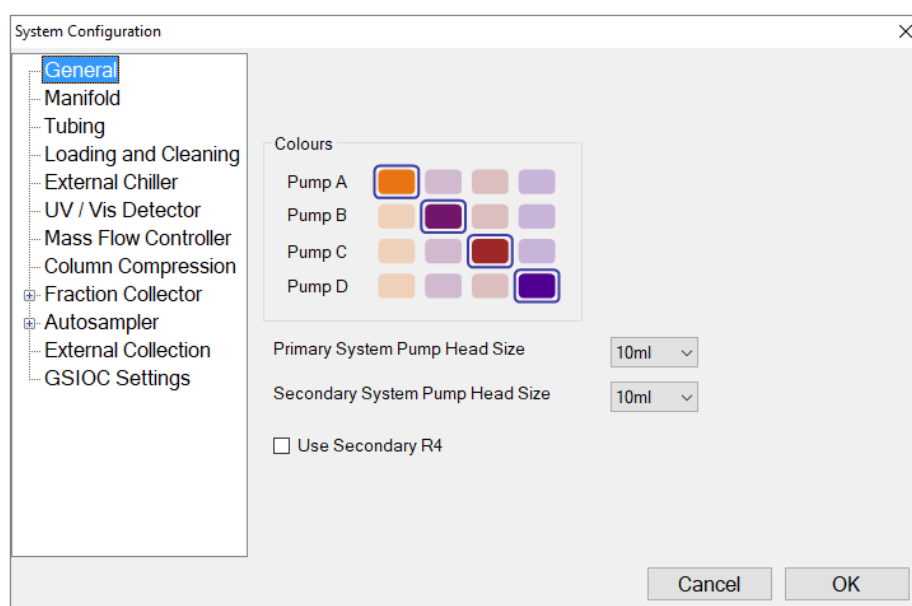 System Configuration
General
Manifold
Tubing
Loading and Cleaning
External Chiller
UV / Vis Detector
Mass Flow Controller
Column Compression
Fraction Collector
Autosampler
External Collection
GSIOC Settings
Colours
Pump A
Pump B
Pump C
Pump D
Primary System Pump Head Size 10ml
Secondary System Pump Head Size 10ml
Use Secondary R4
Cancel OK